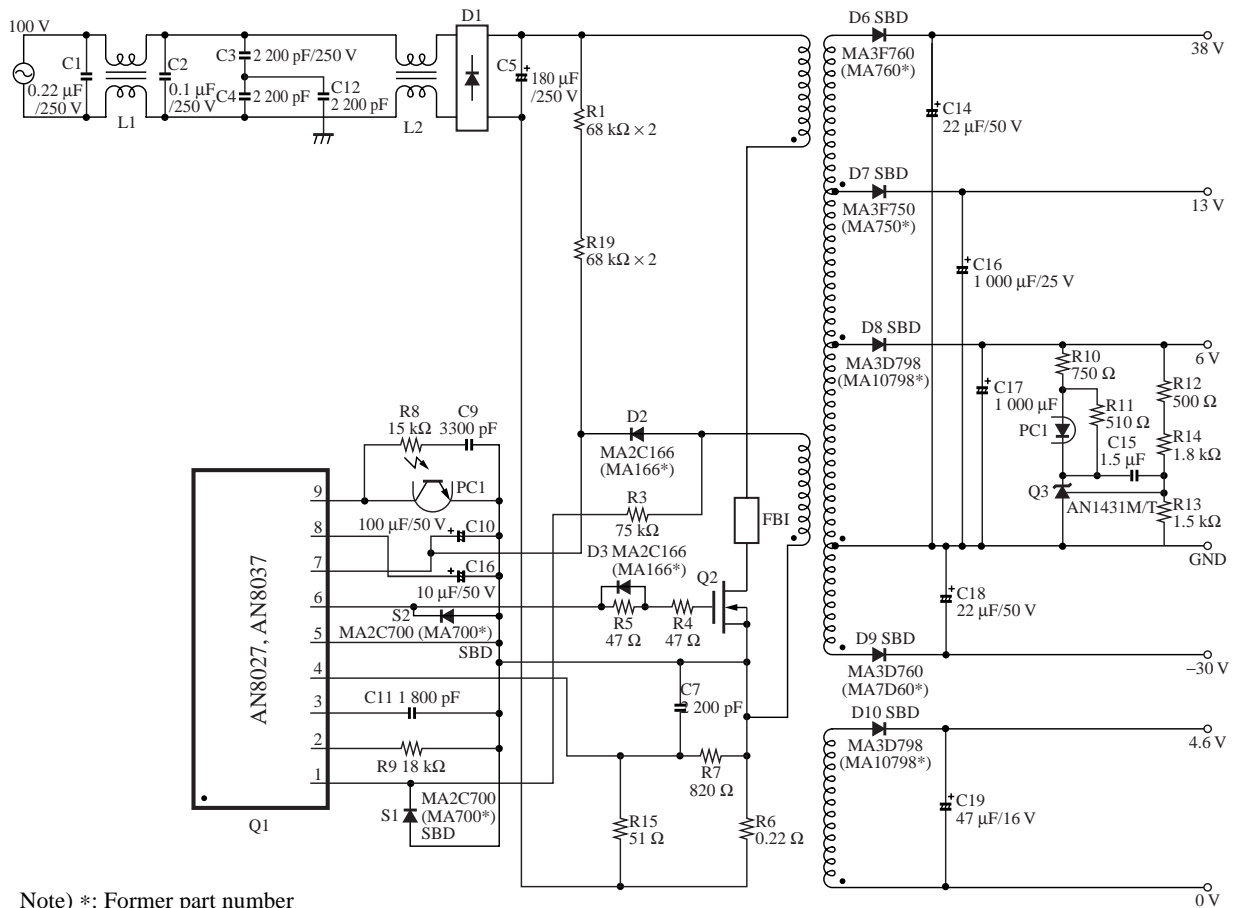 100 V
C1
0.22 µF
/250 V
L1
C2
0.1 µF
/250 V
C3
2 200 pF/250 V
C4
2 200 pF
C12
2 200 pF
L2
D1
C5
+
180 µF
/250 V
R1
68 kΩ × 2
R19
68 kΩ × 2
D6 SBD
MA3F760
(MA760*)
38 V
+
C14
22 µF/50 V
D7 SBD
MA3F750
(MA750*)
13 V
+
C16
1 000 µF/25 V
D8 SBD
MA3D798
(MA10798*)
6 V
+
C17
1 000 µF
R10
750 Ω
R11
510 Ω
PC1
C15
1.5 µF
R12
500 Ω
R14
1.8 kΩ
Q3
AN1431M/T
R13
1.5 kΩ
GND
+
C18
22 µF/50 V
D9 SBD
MA3D760
(MA7D60*)
−30 V
D10 SBD
MA3D798
(MA10798*)
4.6 V
+
C19
47 µF/16 V
0 V
R8
15 kΩ
C9
3300 pF
PC1
D2
MA2C166
(MA166*)
R3
75 kΩ
100 µF/50 V
+
C10
+
C16
10 µF/50 V
D3 MA2C166
(MA166*)
R5
47 Ω
R4
47 Ω
Q2
FBI
S2
MA2C700 (MA700*)
SBD
C7
2 200 pF
C11 1 800 pF
R9 18 kΩ
R7
820 Ω
S1
MA2C700
(MA700*)
SBD
R15
51 Ω
R6
0.22 Ω
AN8027, AN8037
9
8
7
6
5
4
3
2
1
Q1
Note) *: Former part number